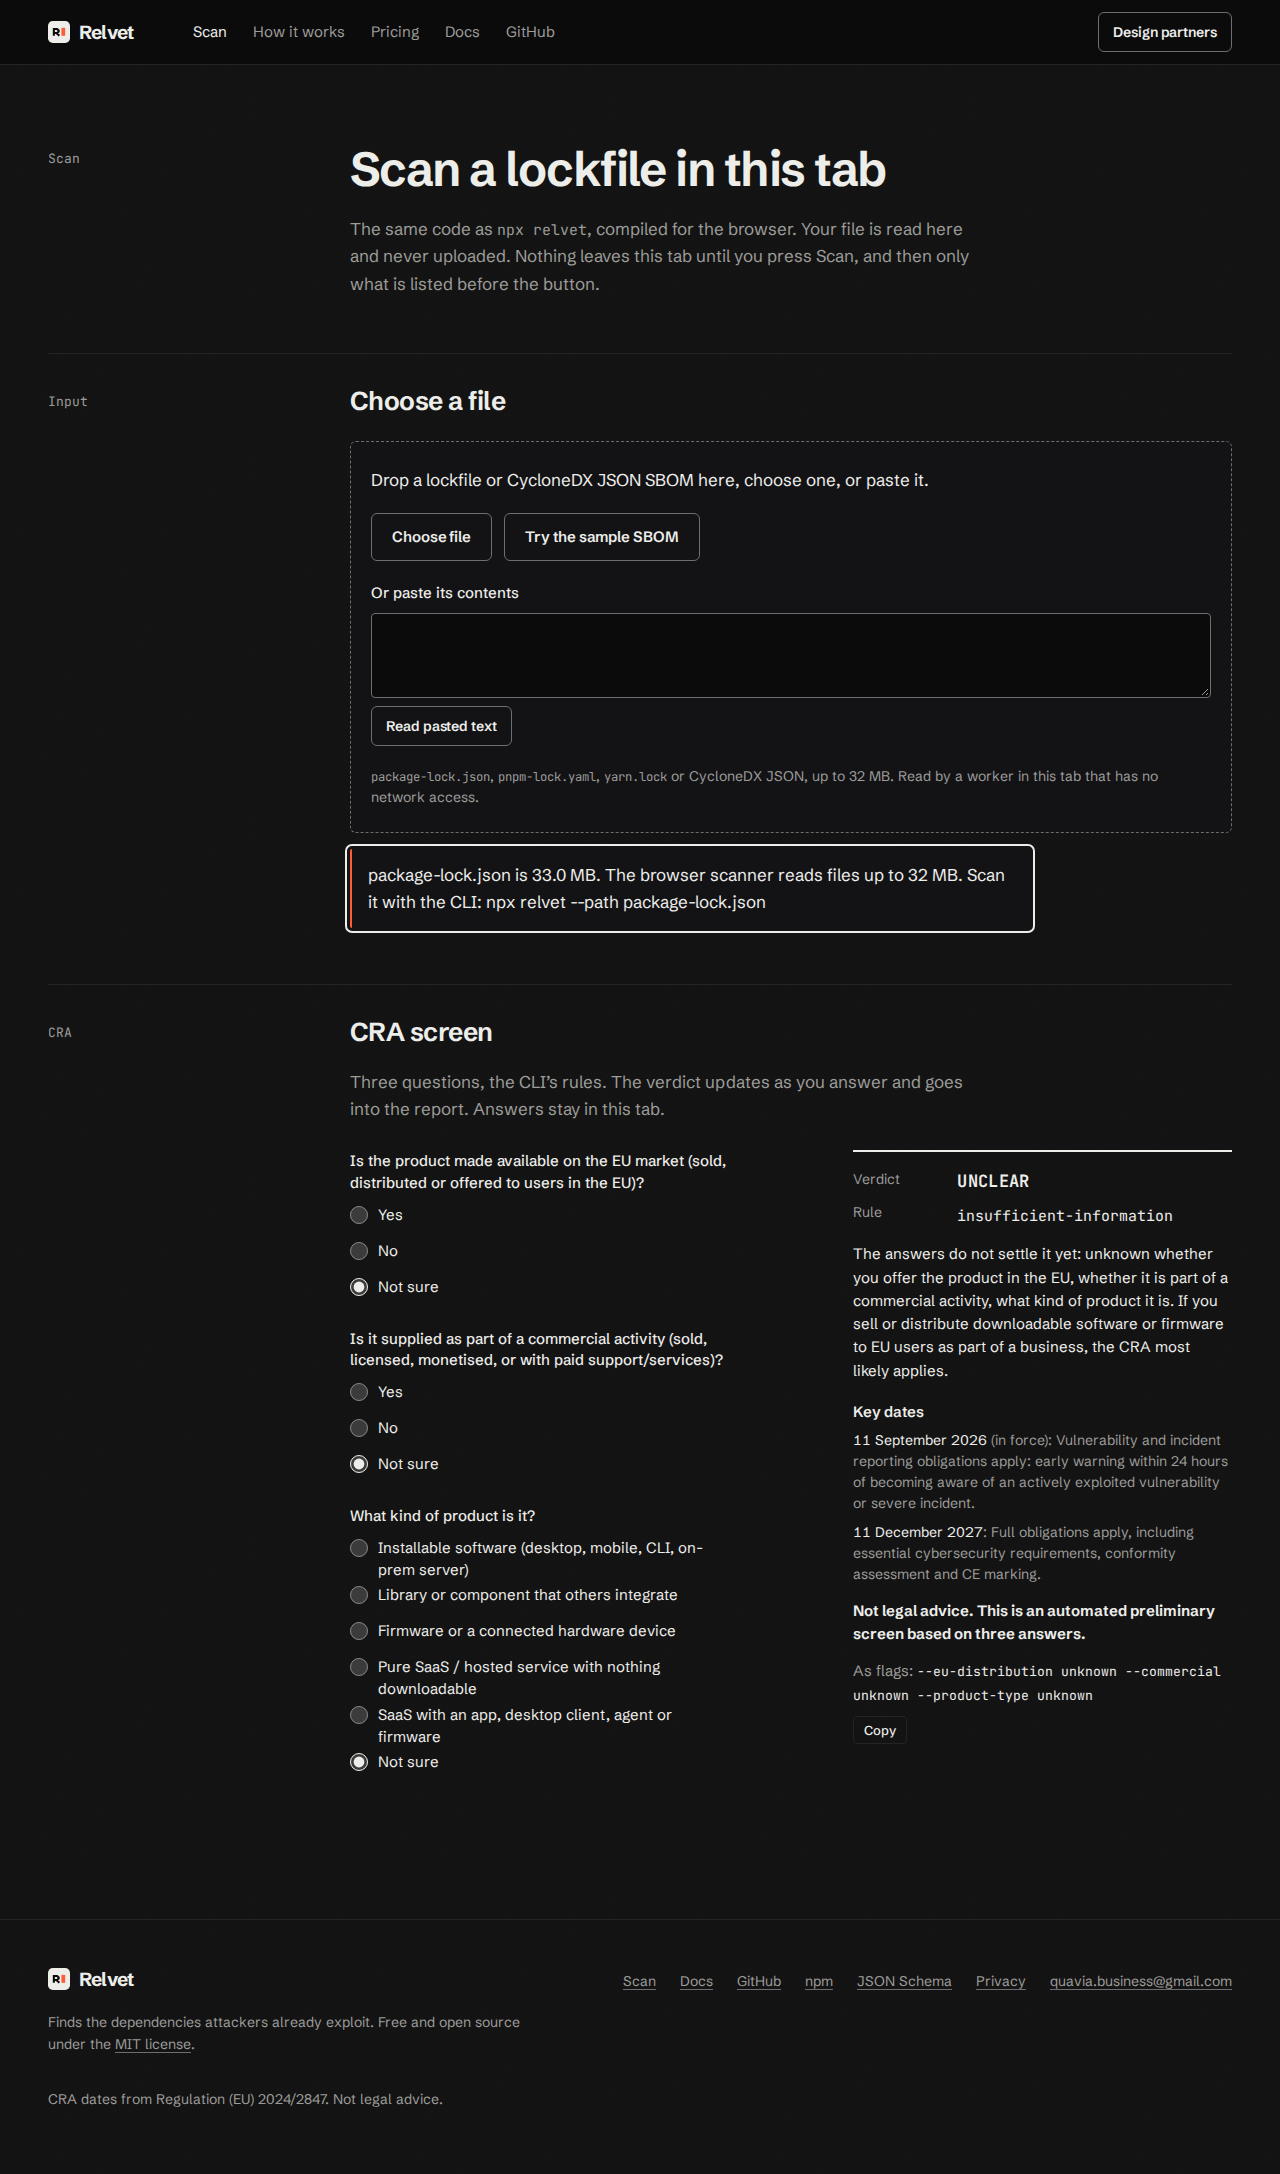 Relvet
Scan
How it works
Pricing
Docs
GitHub
Design partners
Scan
Scan a lockfile in this tab
The same code as npx relvet, compiled for the browser. Your file is read here
and never uploaded. Nothing leaves this tab until you press Scan, and then only
what is listed before the button.
Input
Choose a file
Drop a lockfile or CycloneDX JSON SBOM here, choose one, or paste it.
Choose file
Try the sample SBOM
Or paste its contents
Read pasted text
package-lock.json, pnpm-lock.yaml, yarn.lock or CycloneDX JSON, up to 32 MB. Read by a worker in this tab that has no
network access.
package-lock.json is 33.0 MB. The browser scanner reads files up to 32 MB. Scan
it with the CLI: npx relvet --path package-lock.json
CRA
CRA screen
Three questions, the CLI’s rules. The verdict updates as you answer and goes
into the report. Answers stay in this tab.
Is the product made available on the EU market (sold,
distributed or offered to users in the EU)?
Yes
No
Not sure
Is it supplied as part of a commercial activity (sold,
licensed, monetised, or with paid support/services)?
Yes
No
Not sure
What kind of product is it?
Installable software (desktop, mobile, CLI, on-
prem server)
Library or component that others integrate
Firmware or a connected hardware device
Pure SaaS / hosted service with nothing
downloadable
SaaS with an app, desktop client, agent or
firmware
Not sure
Verdict
UNCLEAR
Rule
insufficient-information
The answers do not settle it yet: unknown whether
you offer the product in the EU, whether it is part of a
commercial activity, what kind of product it is. If you
sell or distribute downloadable software or firmware
to EU users as part of a business, the CRA most
likely applies.
Key dates
11 September 2026 (in force): Vulnerability and incident
reporting obligations apply: early warning within 24 hours
of becoming aware of an actively exploited vulnerability
or severe incident.
11 December 2027: Full obligations apply, including
essential cybersecurity requirements, conformity
assessment and CE marking.
Not legal advice. This is an automated preliminary
screen based on three answers.
As flags: --eu-distribution unknown --commercial
unknown --product-type unknown
Copy
Relvet
Scan
Docs
GitHub
npm
JSON Schema
Privacy
quavia.business@gmail.com
Finds the dependencies attackers already exploit. Free and open source
under the MIT license.
CRA dates from Regulation (EU) 2024/2847. Not legal advice.